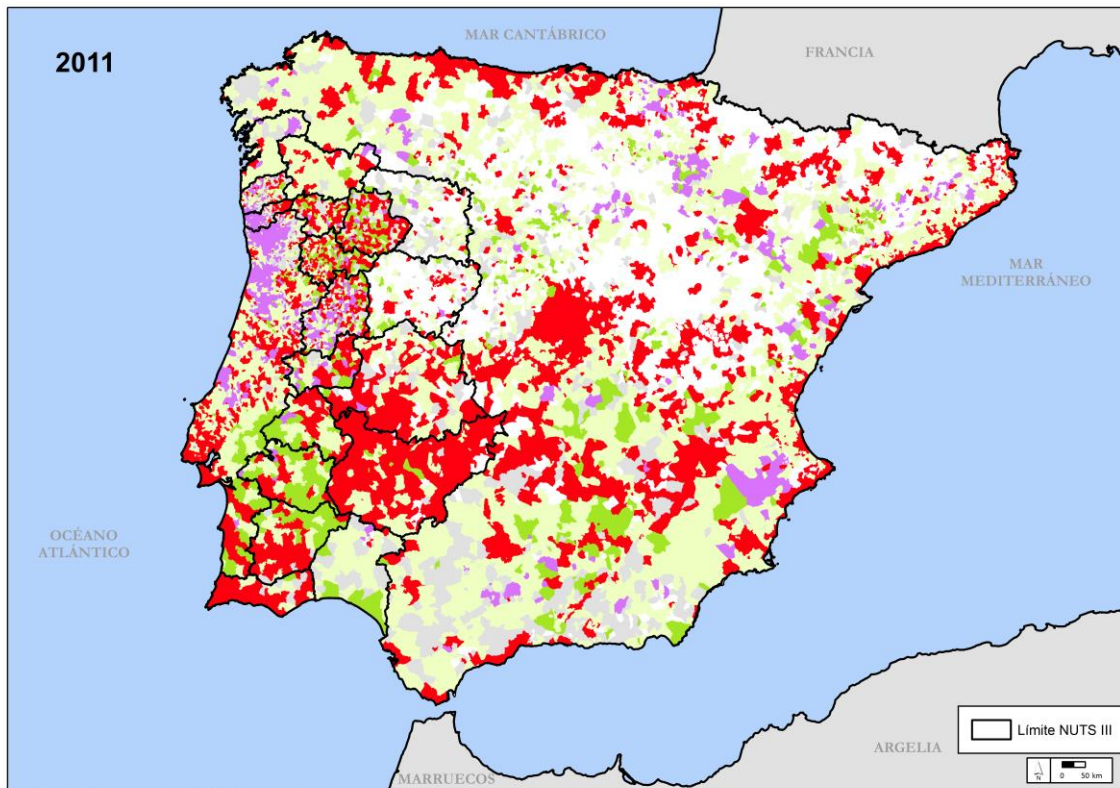 MAR CANTÁBRICO
FRANCIA
2011
MAR
MEDITERRÁNEO
OCÉANO
ATLÁNTICO
Límite NUTS III
ARGELIA
MARRUECOS
N
0 50 km